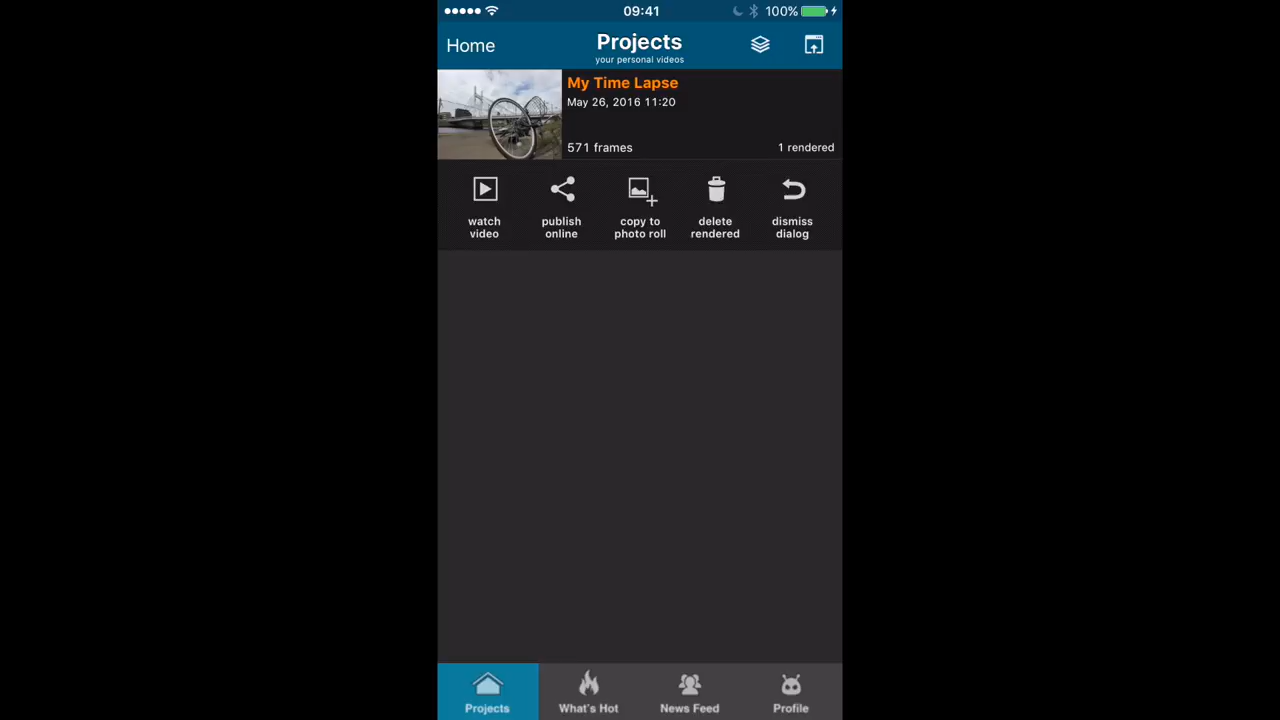 09:41
100%
Home
Projects
your personal videos
My Time Lapse
May 26, 2016 11:20
571 frames
1 rendered
watch
video
publish
online
copy to
photo roll
delete
rendered
dismiss
dialog
Projects
What's Hot
News Feed
Profile